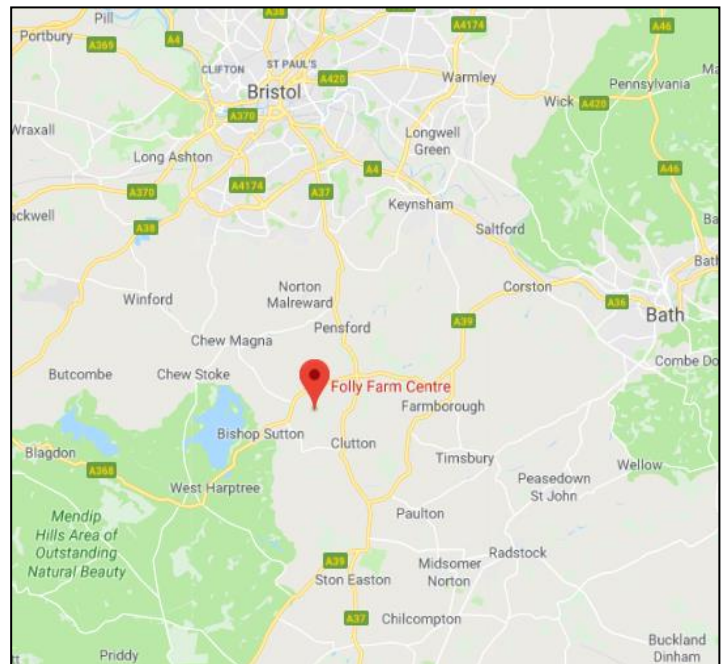 Pill
A38
A4174
A46
Portbury
A369
A4
ST PAUL'S
CLIFTON
A420
Warmley
Pennsylvania
Bristol
Wick
A420
A370
Wraxall
Longwell
Green
Long Ashton
A46
A370
A4174
A37
A4
Keynsham
A38
Saltford
Norton
Malreward
Corston
Winford
A36
Pensford
A39
Bath
Chew Magna
Butcombe
Chew Stoke
Combe Do
Folly Farm Centre
Farmborough
Bishop Sutton
Clutton
Blagdon
Timsbury
Wellow
A368
West Harptree
Peasedown
St John
Paulton
Mendip
Hills Area of
Outstanding
Natural Beauty
Radstock
A39
Midsomer
Norton
Ston Easton
A37
Chilcompton
Buckland
Dinham
Priddy